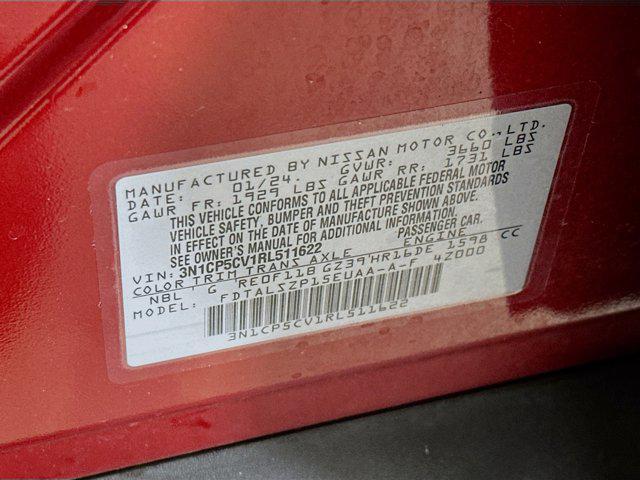 MANUFACTURED BY NISSAN MOTOR CO., LTD.
DATE: 01/24. GVWR: 3660 LBS
GAWR FR: 1929 LBS GAWR RR: 1731 LBS
THIS VEHICLE CONFORMS TO ALL APPLICABLE FEDERAL MOTOR
VEHICLE SAFETY, BUMPER AND THEFT PREVENTION STANDARDS
IN EFFECT ON THE DATE OF MANUFACTURE SHOWN ABOVE.
SEE OWNER'S MANUAL FOR ADDITIONAL INFORMATION.
VIN: 3N1CP5CV1RL511622 PASSENGER CAR.
COLOR TRIM TRANS AXLE ENGINE
NBL G RE0F11B GZ39 HR16DE 1598 CC
MODEL: FDTALSZP15EUAA-A-F 4Z000
3N1CP5CV1RL511622